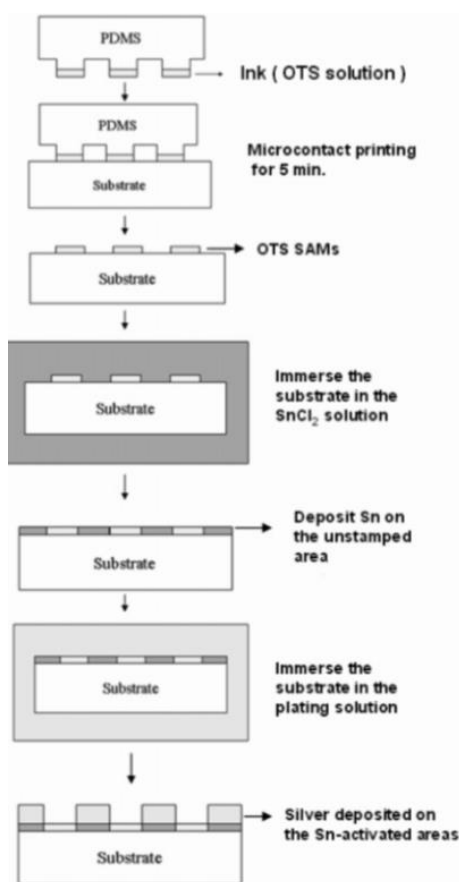 PDMS
Ink ( OTS solution )
PDMS
Substrate
Microcontact printing
for 5 min.
OTS SAMs
Substrate
Immerse the
substrate in the
SnCl₂ solution
Substrate
Deposit Sn on
the unstamped
area
Substrate
Immerse the
substrate in the
plating solution
Substrate
Silver deposited on
the Sn-activated areas
Substrate